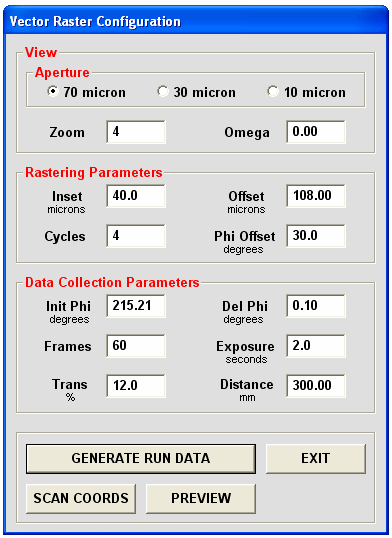 Vector Raster Configuration
View
Aperture
70 micron 30 micron 10 micron
Zoom 4 Omega 0.00
Rastering Parameters
Inset 40.0 Offset 108.00
microns microns
Cycles 4 Phi Offset 30.0
degrees
Data Collection Parameters
Init Phi 215.21 Del Phi 0.10
degrees degrees
Frames 60 Exposure 2.0
seconds
Trans 12.0 Distance 300.00
% mm
GENERATE RUN DATA EXIT
SCAN COORDS PREVIEW